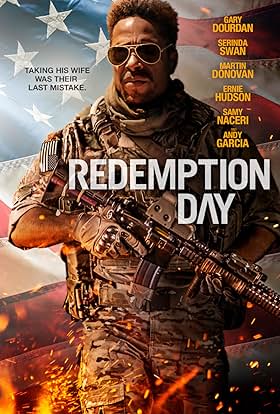 GARY
DOURDAN
SERINDA
SWAN
MARTIN
DONOVAN
ERNIE
HUDSON
SAMY
NACERI
AND
ANDY
GARCIA
TAKING HIS WIFE
WAS THEIR
LAST MISTAKE.
REDEMPTION
DAY